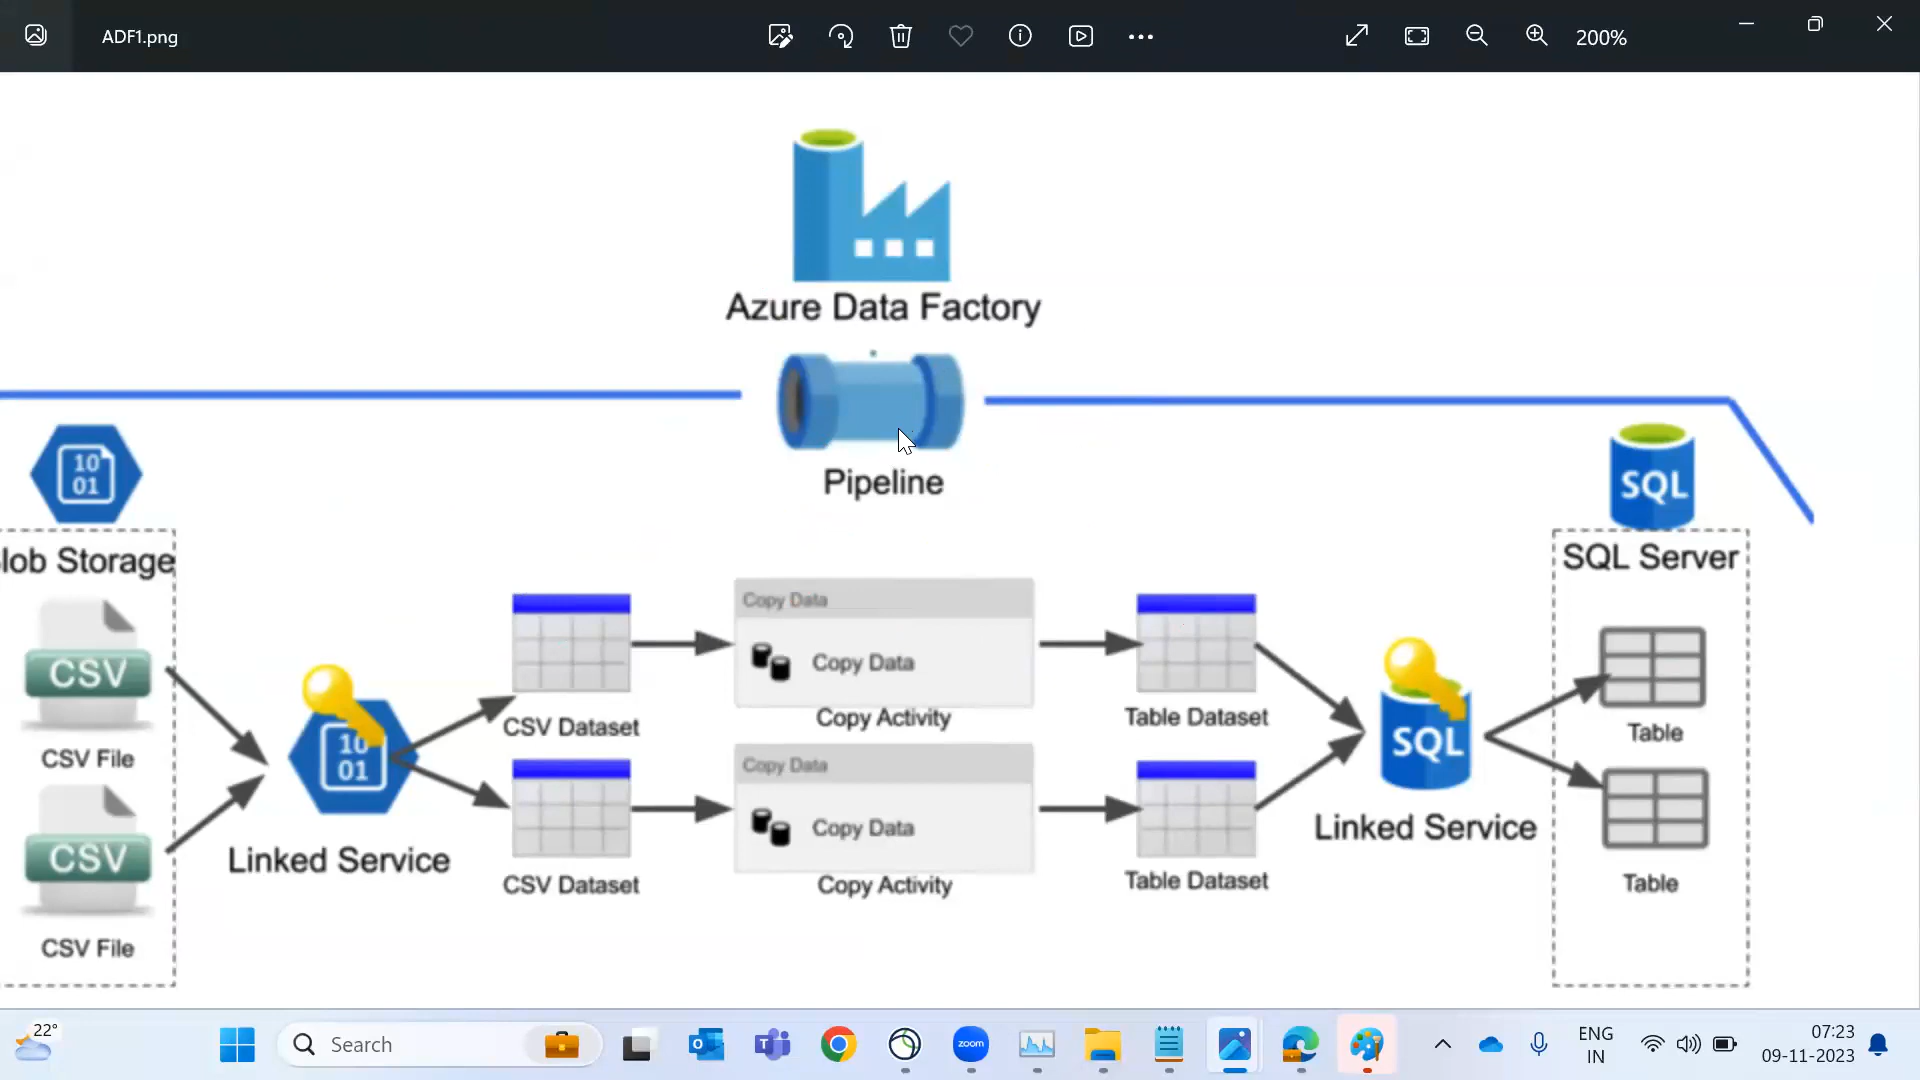 ADF1.png
200%
Azure Data Factory
Pipeline
10
01
SQL
lob Storage
SQL Server
CSV
CSV File
CSV
CSV File
10
01
Linked Service
CSV Dataset
CSV Dataset
Copy Data
Copy Data
Copy Activity
Copy Data
Copy Data
Copy Activity
Table Dataset
Table Dataset
SQL
Linked Service
Table
Table
22°
Search
zoom
ENG
IN
07:23
09-11-2023